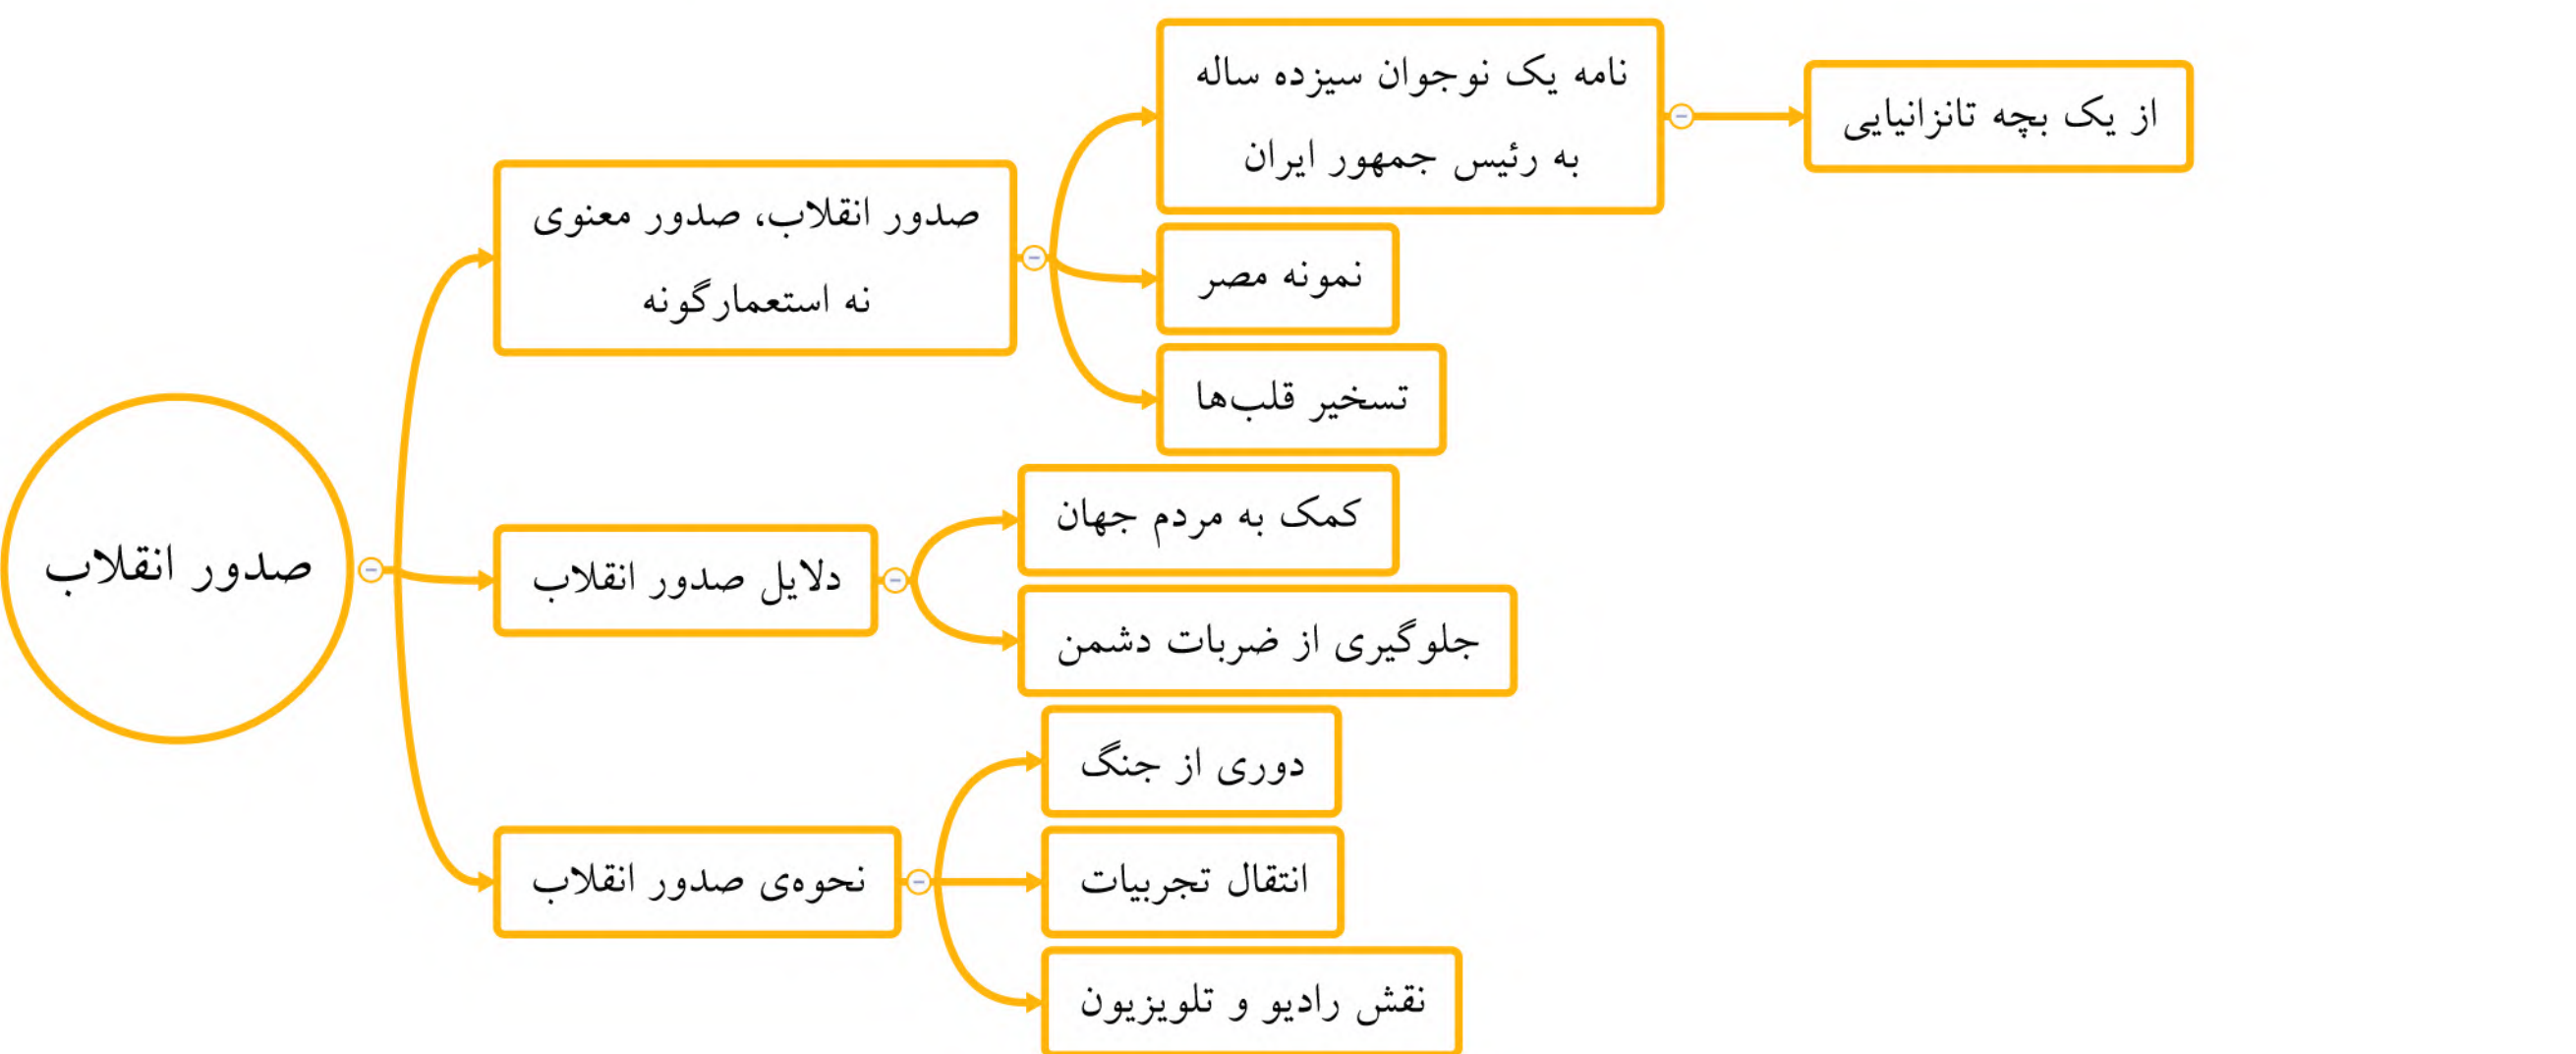 صدور انقلاب
صدور انقلاب، صدور معنوی
نه استعمارگونه
نامه یک نوجوان سیزده ساله
به رئیس جمهور ایران
از یک بچه تانزانیایی
نمونه مصر
تسخیر قلب‌ها
دلایل صدور انقلاب
کمک به مردم جهان
جلوگیری از ضربات دشمن
نحوه‌ی صدور انقلاب
دوری از جنگ
انتقال تجربیات
نقش رادیو و تلویزیون